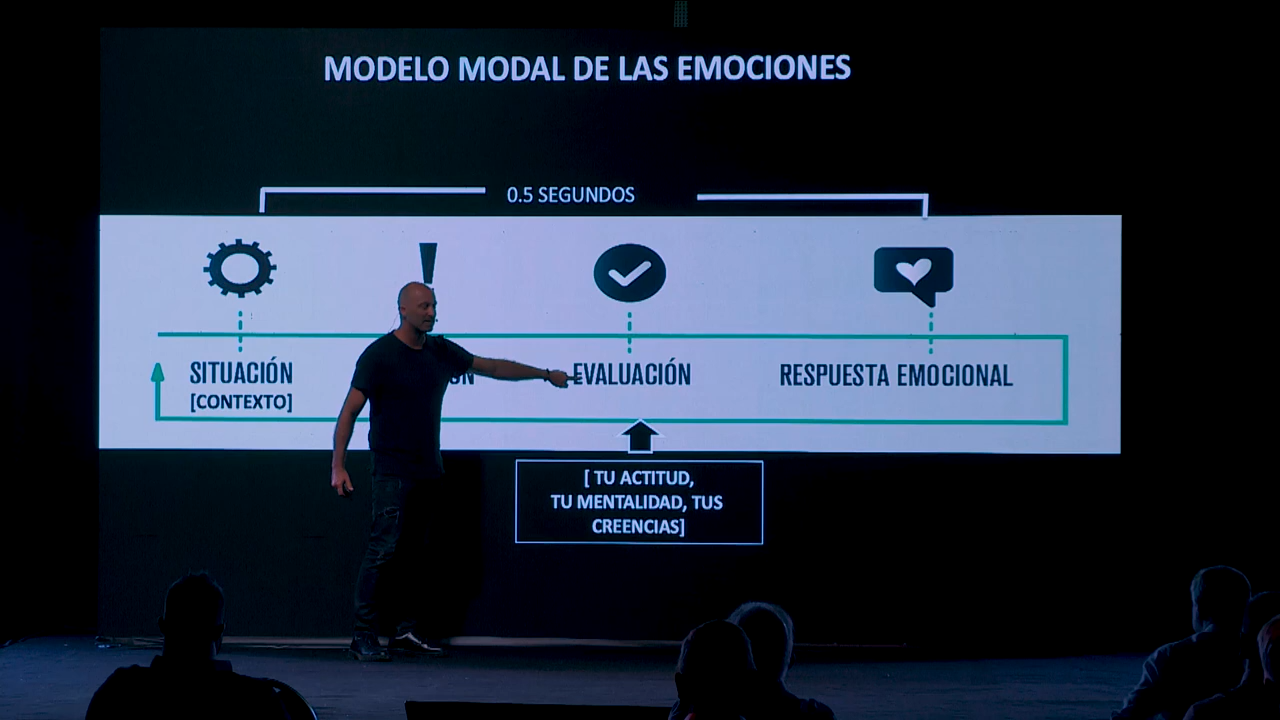 MODELO MODAL DE LAS EMOCIONES
0.5 SEGUNDOS
SITUACIÓN
[CONTEXTO]
EVALUACIÓN
RESPUESTA EMOCIONAL
[ TU ACTITUD,
TU MENTALIDAD, TUS
CREENCIAS]